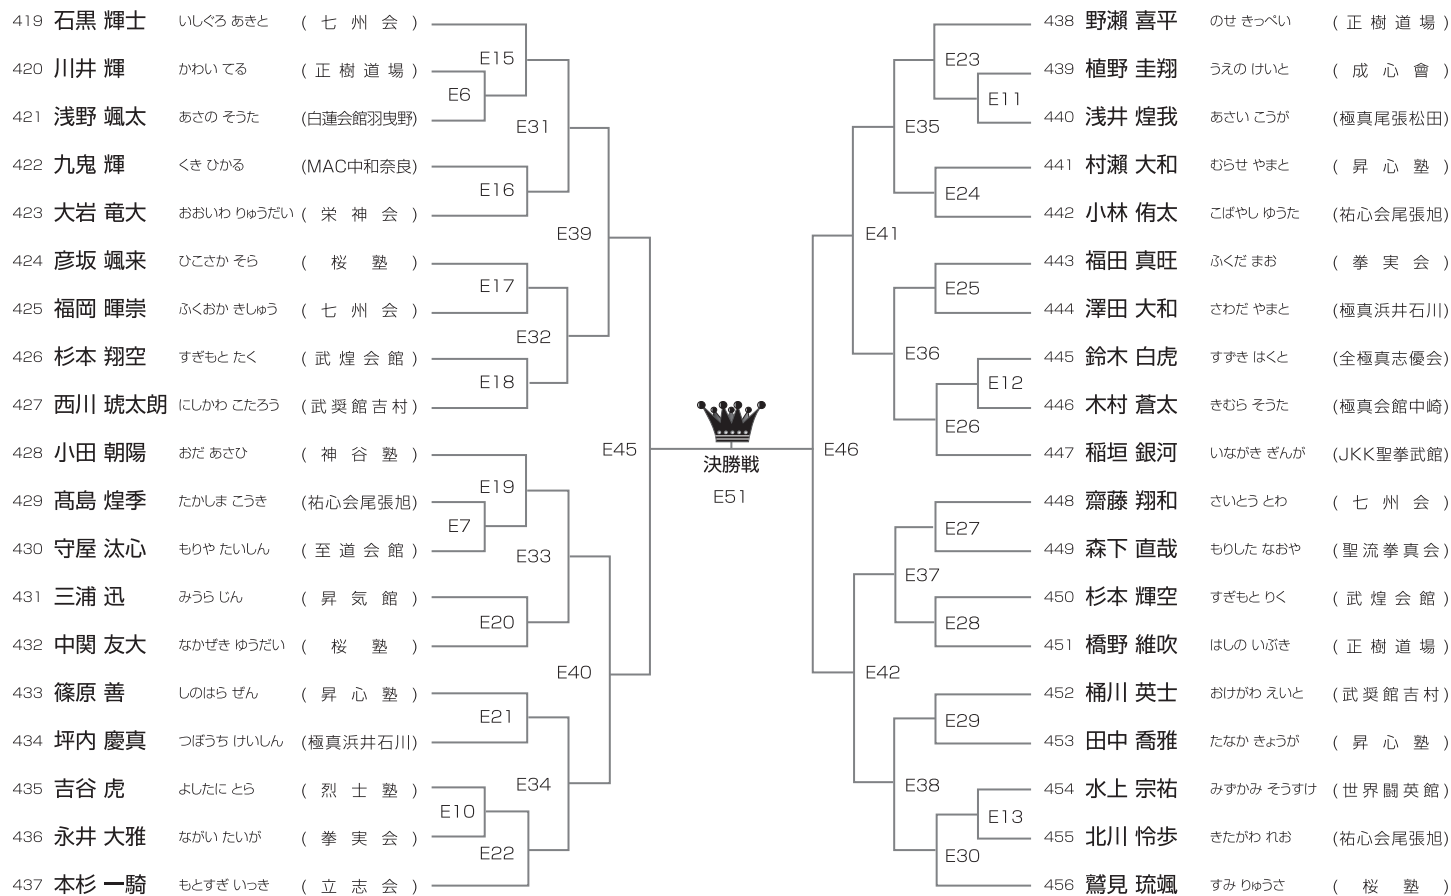 419 石黒 輝士 いしぐろ あきと (七州会)
420 川井 輝 かわい てる (正樹道場)
421 浅野 颯太 あさの そうた (白蓮会館羽曳野)
422 九鬼 輝 くき ひかる (MAC中和奈良)
423 大岩 竜大 おおいわ りゅうだい (栄神会)
424 彦坂 颯来 ひこさか そら (桜塾)
425 福岡 暉崇 ふくおか きしゅう (七州会)
426 杉本 翔空 すぎもと たく (武煌会館)
427 西川 琥太朗 にしかわ こたろう (武奨館吉村)
428 小田 朝陽 おだ あさひ (神谷塾)
429 髙島 煌季 たかしま こうき (祐心会尾張旭)
430 守屋 汰心 もりや たいしん (至道会館)
431 三浦 迅 みうら じん (昇気館)
432 中関 友大 なかぜき ゆうだい (桜塾)
433 篠原 善 しのはら ぜん (昇心塾)
434 坪内 慶真 つぼうち けいしん (極真浜井石川)
435 吉谷 虎 よしたに とら (烈士塾)
436 永井 大雅 ながい たいが (拳実会)
437 本杉 一騎 もとすぎ いっき (立志会)
E15
E6
E31
E16
E39
E17
E32
E18
E45
E19
E7
E33
E20
E40
E21
E34
E10
E22
決勝戦
E51
E23
E11
E35
E24
E41
E25
E36
E12
E26
E46
E27
E37
E28
E42
E29
E38
E13
E30
438 野瀬 喜平 のせ きっぺい (正樹道場)
439 植野 圭翔 うえの けいと (成心會)
440 浅井 煌我 あさい こうが (極真尾張松田)
441 村瀬 大和 むらせ やまと (昇心塾)
442 小林 侑太 こばやし ゆうた (祐心会尾張旭)
443 福田 真旺 ふくだ まお (拳実会)
444 澤田 大和 さわだ やまと (極真浜井石川)
445 鈴木 白虎 すずき はくと (全極真志優会)
446 木村 蒼太 きむら そうた (極真会館中崎)
447 稲垣 銀河 いながき ぎんが (JKK聖拳武館)
448 齋藤 翔和 さいとう とわ (七州会)
449 森下 直哉 もりした なおや (聖流拳真会)
450 杉本 輝空 すぎもと りく (武煌会館)
451 橋野 維吹 はしの いぶき (正樹道場)
452 桶川 英士 おけがわ えいと (武奨館吉村)
453 田中 喬雅 たなか きょうが (昇心塾)
454 水上 宗祐 みずかみ そうすけ (世界闘英館)
455 北川 怜歩 きたがわ れお (祐心会尾張旭)
456 鷲見 琉颯 すみ りゅうさ (桜塾)